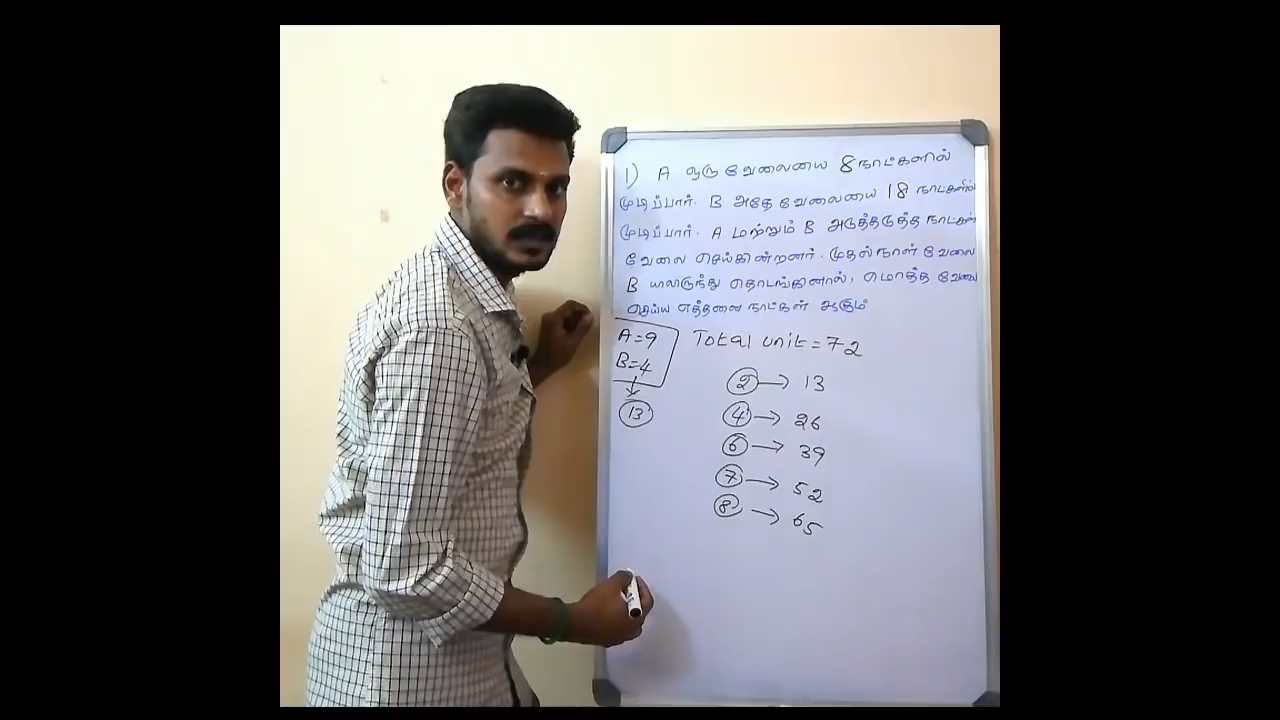 1) A ஒரு வேலையை 8 நாட்களில்
முடிப்பார். B அதே வேலையை 18 நாட்களில்
முடிப்பார். A மற்றும் B அடுத்தடுத்த நாட்கள்
வேலை செய்கின்றனர். முதல் நாள் வேலை
B யிலிருந்து தொடங்கினால், மொத்த வேலை
செய்ய எத்தனை நாட்கள் ஆகும்
A=9 Total unit = 72
B=4
13
2 → 13
4 → 26
6 → 39
7 → 52
8 → 65